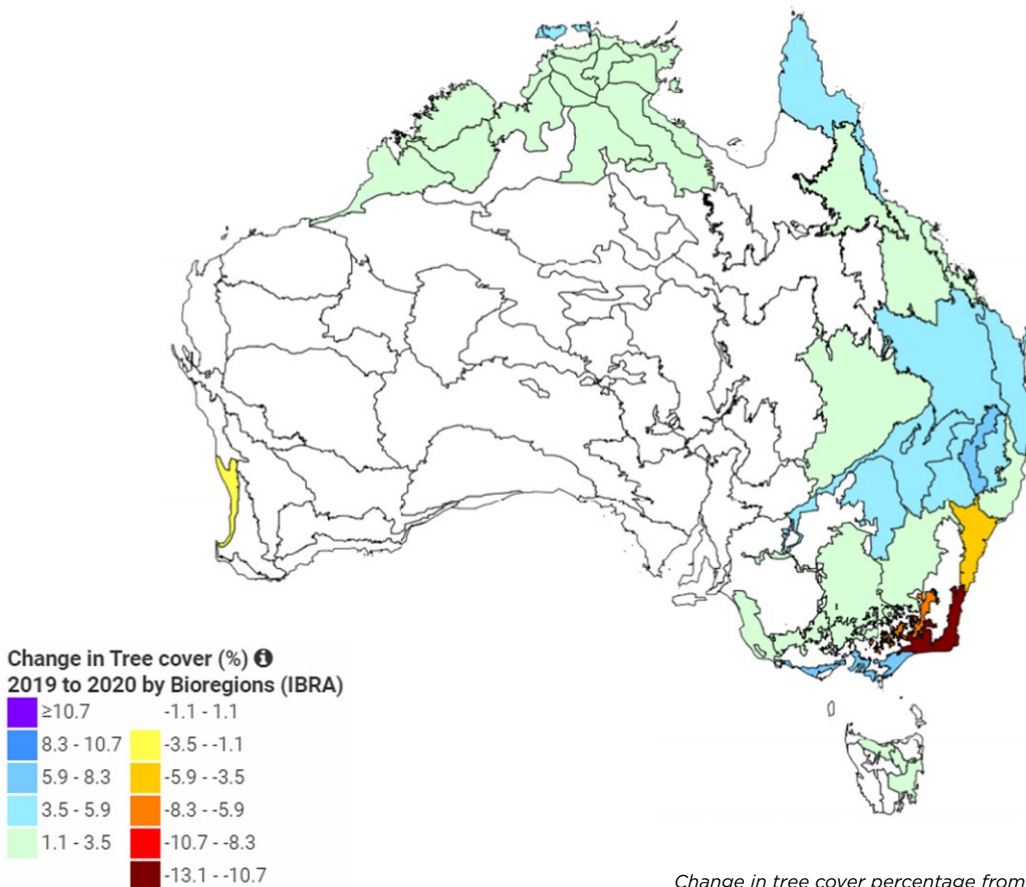 Change in Tree cover (%) ℹ
2019 to 2020 by Bioregions (IBRA)
≥10.7
8.3 - 10.7
5.9 - 8.3
3.5 - 5.9
1.1 - 3.5
-1.1 - 1.1
-3.5 - -1.1
-5.9 - -3.5
-8.3 - -5.9
-10.7 - -8.3
-13.1 - -10.7
Change in tree cover percentage from